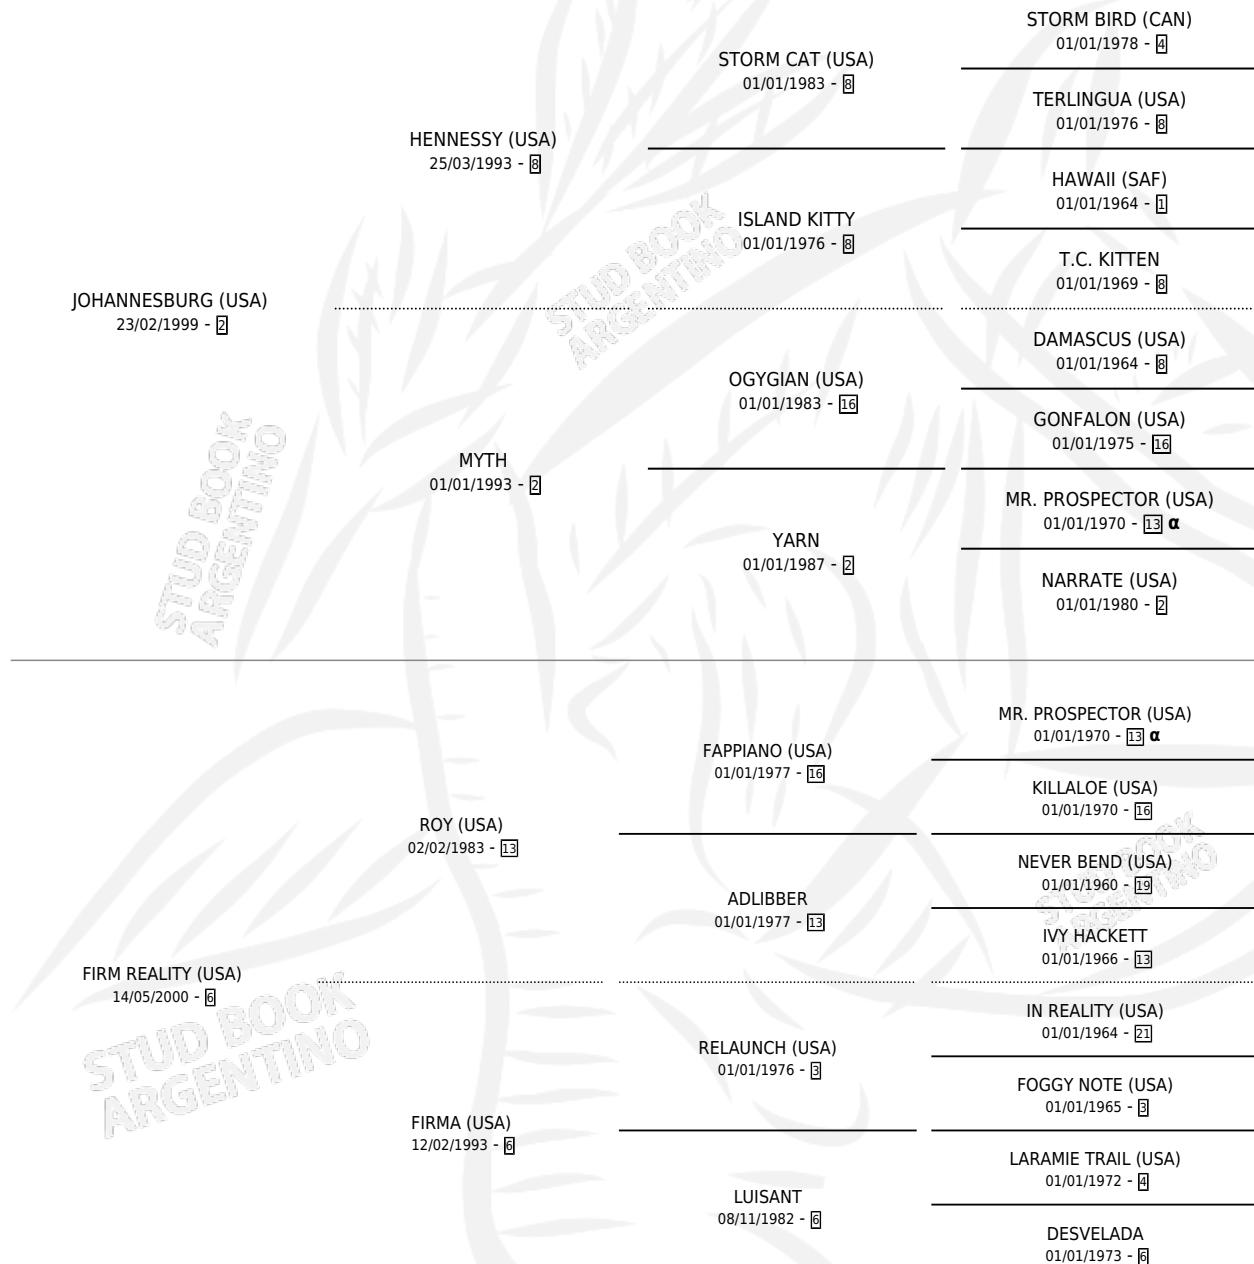 STORM BIRD (CAN)
01/01/1978 - 4
STORM CAT (USA)
01/01/1983 - 8
TERLINGUA (USA)
01/01/1976 - 8
HENNESSY (USA)
25/03/1993 - 8
HAWAII (SAF)
01/01/1964 - 1
ISLAND KITTY
01/01/1976 - 8
T.C. KITTEN
01/01/1969 - 8
JOHANNESBURG (USA)
23/02/1999 - 2
DAMASCUS (USA)
01/01/1964 - 8
OGYGIAN (USA)
01/01/1983 - 16
GONFALON (USA)
01/01/1975 - 16
MYTH
01/01/1993 - 2
MR. PROSPECTOR (USA)
01/01/1970 - 13 α
YARN
01/01/1987 - 2
NARRATE (USA)
01/01/1980 - 2
MR. PROSPECTOR (USA)
01/01/1970 - 13 α
FAPPIANO (USA)
01/01/1977 - 16
KILLALOE (USA)
01/01/1970 - 16
ROY (USA)
02/02/1983 - 13
NEVER BEND (USA)
01/01/1960 - 19
ADLIBBER
01/01/1977 - 13
IVY HACKETT
01/01/1966 - 13
FIRM REALITY (USA)
14/05/2000 - 6
IN REALITY (USA)
01/01/1964 - 21
RELAUNCH (USA)
01/01/1976 - 3
FOGGY NOTE (USA)
01/01/1965 - 3
FIRMA (USA)
12/02/1993 - 6
LARAMIE TRAIL (USA)
01/01/1972 - 4
LUISANT
08/11/1982 - 6
DESVELADA
01/01/1973 - 6
STUD BOOK
ARGENTINO
STUD BOOK
ARGENTINO
STUD BOOK
ARGENTINO
STUD BOOK
ARGENTINO